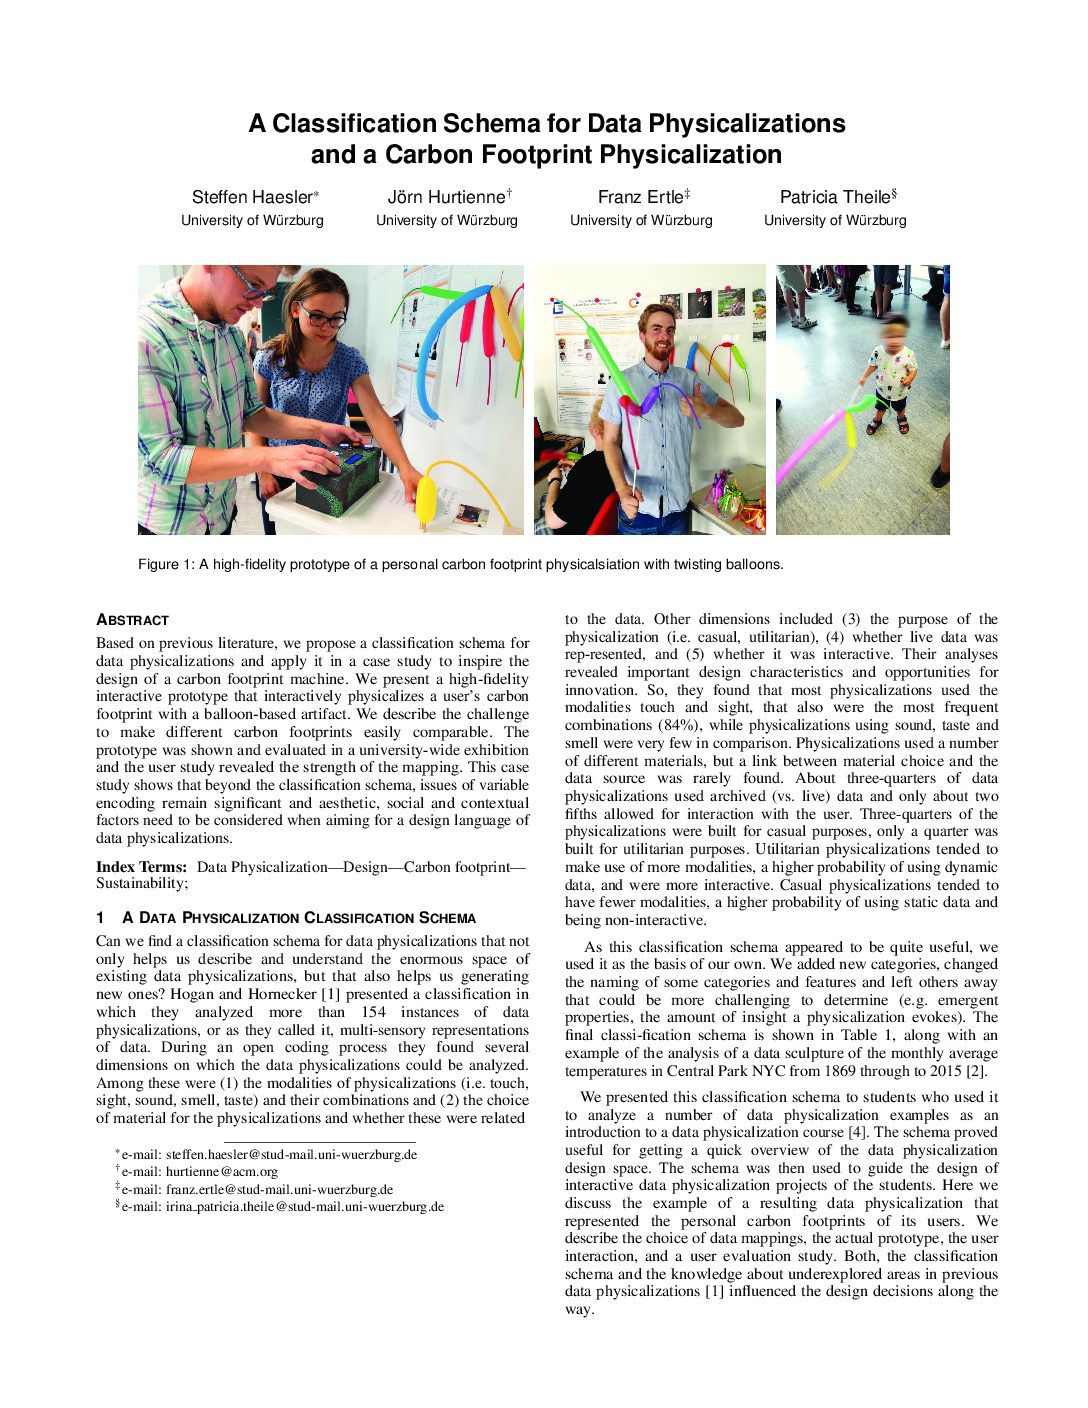 A Classification Schema for Data Physicalizations
and a Carbon Footprint Physicalization
Steffen Haesler*
University of Würzburg
Jörn Hurtienne†
University of Würzburg
Franz Ertle‡
University of Würzburg
Patricia Theile§
University of Würzburg
Figure 1: A high-fidelity prototype of a personal carbon footprint physicalsiation with twisting balloons.
ABSTRACT
Based on previous literature, we propose a classification schema for
data physicalizations and apply it in a case study to inspire the
design of a carbon footprint machine. We present a high-fidelity
interactive prototype that interactively physicalizes a user's carbon
footprint with a balloon-based artifact. We describe the challenge
to make different carbon footprints easily comparable. The
prototype was shown and evaluated in a university-wide exhibition
and the user study revealed the strength of the mapping. This case
study shows that beyond the classification schema, issues of variable
encoding remain significant and aesthetic, social and contextual
factors need to be considered when aiming for a design language of
data physicalizations.
Index Terms: Data Physicalization—Design—Carbon footprint—
Sustainability;
1 A DATA PHYSICALIZATION CLASSIFICATION SCHEMA
Can we find a classification schema for data physicalizations that not
only helps us describe and understand the enormous space of
existing data physicalizations, but that also helps us generating
new ones? Hogan and Hornecker [1] presented a classification in
which they analyzed more than 154 instances of data
physicalizations, or as they called it, multi-sensory representations
of data. During an open coding process they found several
dimensions on which the data physicalizations could be analyzed.
Among these were (1) the modalities of physicalizations (i.e. touch,
sight, sound, smell, taste) and their combinations and (2) the choice
of material for the physicalizations and whether these were related
*e-mail: steffen.haesler@stud-mail.uni-wuerzburg.de
†e-mail: hurtienne@acm.org
‡e-mail: franz.ertle@stud-mail.uni-wuerzburg.de
§e-mail: irina_patricia.theile@stud-mail.uni-wuerzburg.de
to the data. Other dimensions included (3) the purpose of the
physicalization (i.e. casual, utilitarian), (4) whether live data was
rep-resented, and (5) whether it was interactive. Their analyses
revealed important design characteristics and opportunities for
innovation. So, they found that most physicalizations used the
modalities touch and sight, that also were the most frequent
combinations (84%), while physicalizations using sound, taste and
smell were very few in comparison. Physicalizations used a number
of different materials, but a link between material choice and the
data source was rarely found. About three-quarters of data
physicalizations used archived (vs. live) data and only about two
fifths allowed for interaction with the user. Three-quarters of the
physicalizations were built for casual purposes, only a quarter was
built for utilitarian purposes. Utilitarian physicalizations tended to
make use of more modalities, a higher probability of using dynamic
data, and were more interactive. Casual physicalizations tended to
have fewer modalities, a higher probability of using static data and
being non-interactive.
As this classification schema appeared to be quite useful, we
used it as the basis of our own. We added new categories, changed
the naming of some categories and features and left others away
that could be more challenging to determine (e.g. emergent
properties, the amount of insight a physicalization evokes). The
final classi-fication schema is shown in Table 1, along with an
example of the analysis of a data sculpture of the monthly average
temperatures in Central Park NYC from 1869 through to 2015 [2].
We presented this classification schema to students who used it
to analyze a number of data physicalization examples as an
introduction to a data physicalization course [4]. The schema proved
useful for getting a quick overview of the data physicalization
design space. The schema was then used to guide the design of
interactive data physicalization projects of the students. Here we
discuss the example of a resulting data physicalization that
represented the personal carbon footprints of its users. We
describe the choice of data mappings, the actual prototype, the user
interaction, and a user evaluation study. Both, the classification
schema and the knowledge about underexplored areas in previous
data physicalizations [1] influenced the design decisions along the
way.